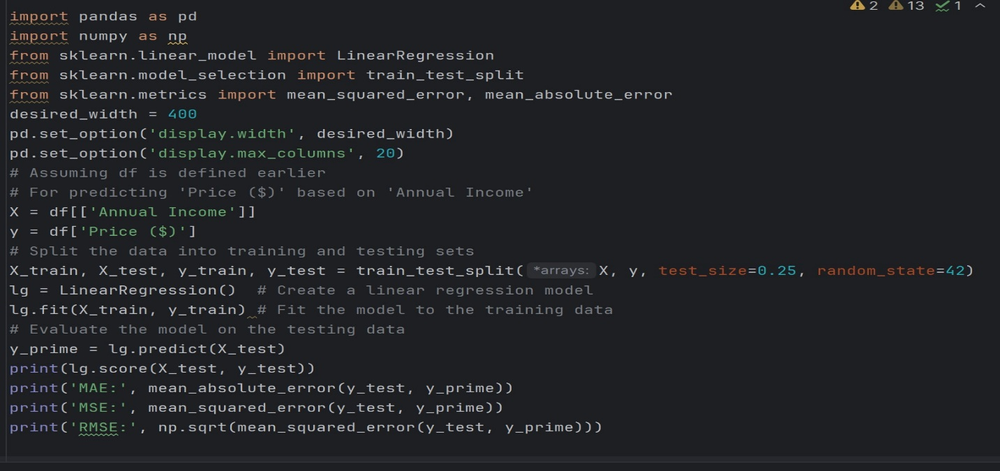 2 13 1
import pandas as pd
import numpy as np
from sklearn.linear_model import LinearRegression
from sklearn.model_selection import train_test_split
from sklearn.metrics import mean_squared_error, mean_absolute_error
desired_width = 400
pd.set_option('display.width', desired_width)
pd.set_option('display.max_columns', 20)
# Assuming df is defined earlier
# For predicting 'Price ($)' based on 'Annual Income'
X = df[['Annual Income']]
y = df['Price ($)']
# Split the data into training and testing sets
X_train, X_test, y_train, y_test = train_test_split( *arrays: X, y, test_size=0.25, random_state=42)
lg = LinearRegression()  # Create a linear regression model
lg.fit(X_train, y_train) # Fit the model to the training data
# Evaluate the model on the testing data
y_prime = lg.predict(X_test)
print(lg.score(X_test, y_test))
print('MAE:', mean_absolute_error(y_test, y_prime))
print('MSE:', mean_squared_error(y_test, y_prime))
print('RMSE:', np.sqrt(mean_squared_error(y_test, y_prime)))